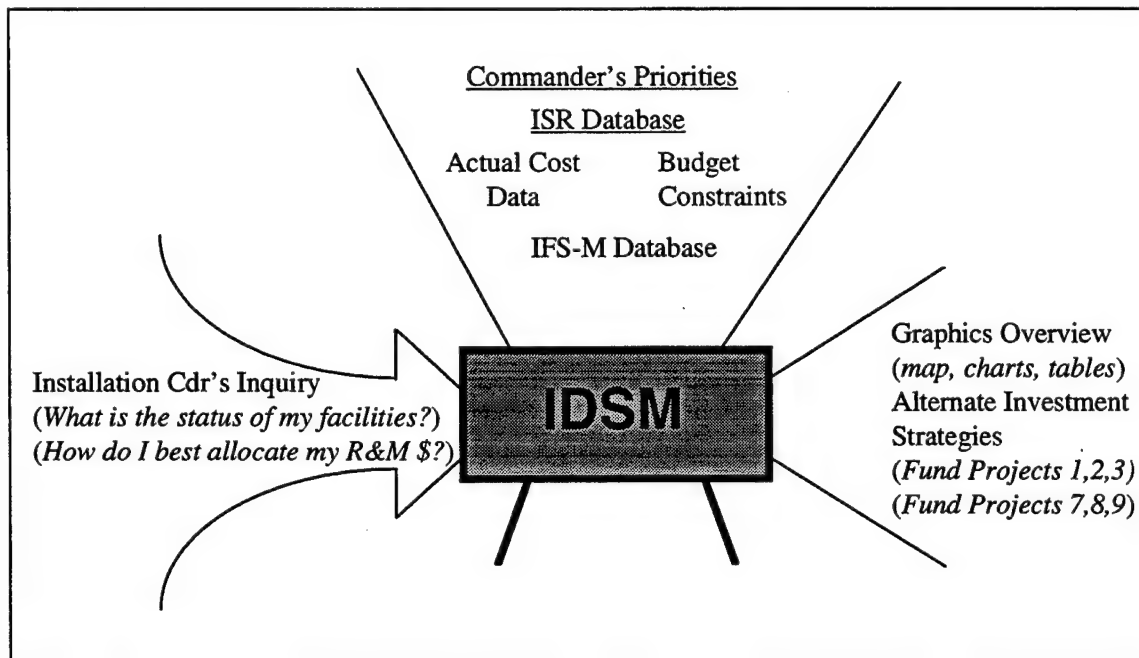 Commander's Priorities
ISR Database
Actual Cost Data
Budget Constraints
IFS-M Database
Installation Cdr's Inquiry
(What is the status of my facilities?)
(How do I best allocate my R&M $?)
IDSM
Graphics Overview
(map, charts, tables)
Alternate Investment
Strategies
(Fund Projects 1,2,3)
(Fund Projects 7,8,9)